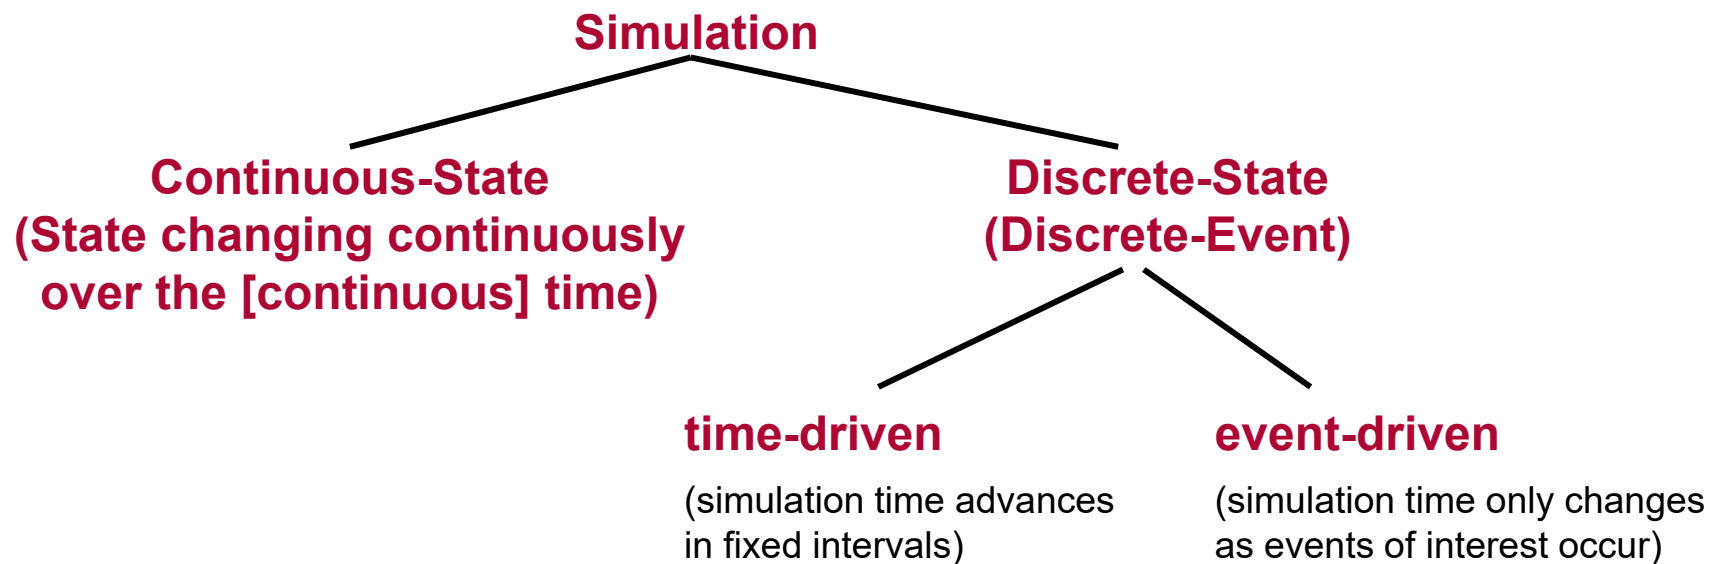 Simulation
Continuous-State
(State changing continuously
over the [continuous] time)
Discrete-State
(Discrete-Event)
time-driven
(simulation time advances
in fixed intervals)
event-driven
(simulation time only changes
as events of interest occur)